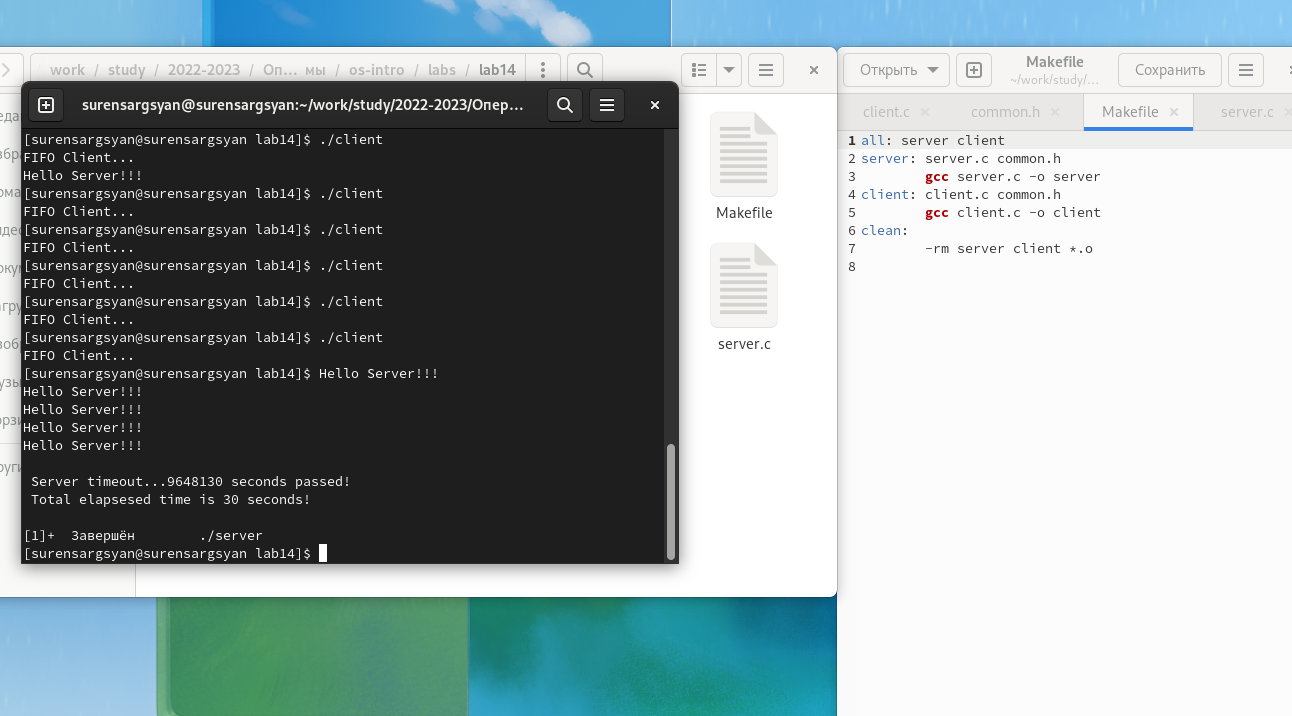 work / study / 2022-2023 / Оп… мы / os-intro / labs / lab14
surensargsyan@surensargsyan:~/work/study/2022-2023/Опер…
[surensargsyan@surensargsyan lab14]$ ./client
FIFO Client...
Hello Server!!!
[surensargsyan@surensargsyan lab14]$ ./client
FIFO Client...
[surensargsyan@surensargsyan lab14]$ ./client
FIFO Client...
[surensargsyan@surensargsyan lab14]$ ./client
FIFO Client...
[surensargsyan@surensargsyan lab14]$ ./client
FIFO Client...
[surensargsyan@surensargsyan lab14]$ ./client
FIFO Client...
[surensargsyan@surensargsyan lab14]$ Hello Server!!!
Hello Server!!!
Hello Server!!!
Hello Server!!!
Hello Server!!!
Server timeout...9648130 seconds passed!
Total elapsesed time is 30 seconds!
[1]+  Завершён        ./server
[surensargsyan@surensargsyan lab14]$
Makefile
server.c
Открыть
Makefile
~/work/study/…
Сохранить
client.c
common.h
Makefile
server.c
1 all: server client
2 server: server.c common.h
3         gcc server.c -o server
4 client: client.c common.h
5         gcc client.c -o client
6 clean:
7         -rm server client *.o
8